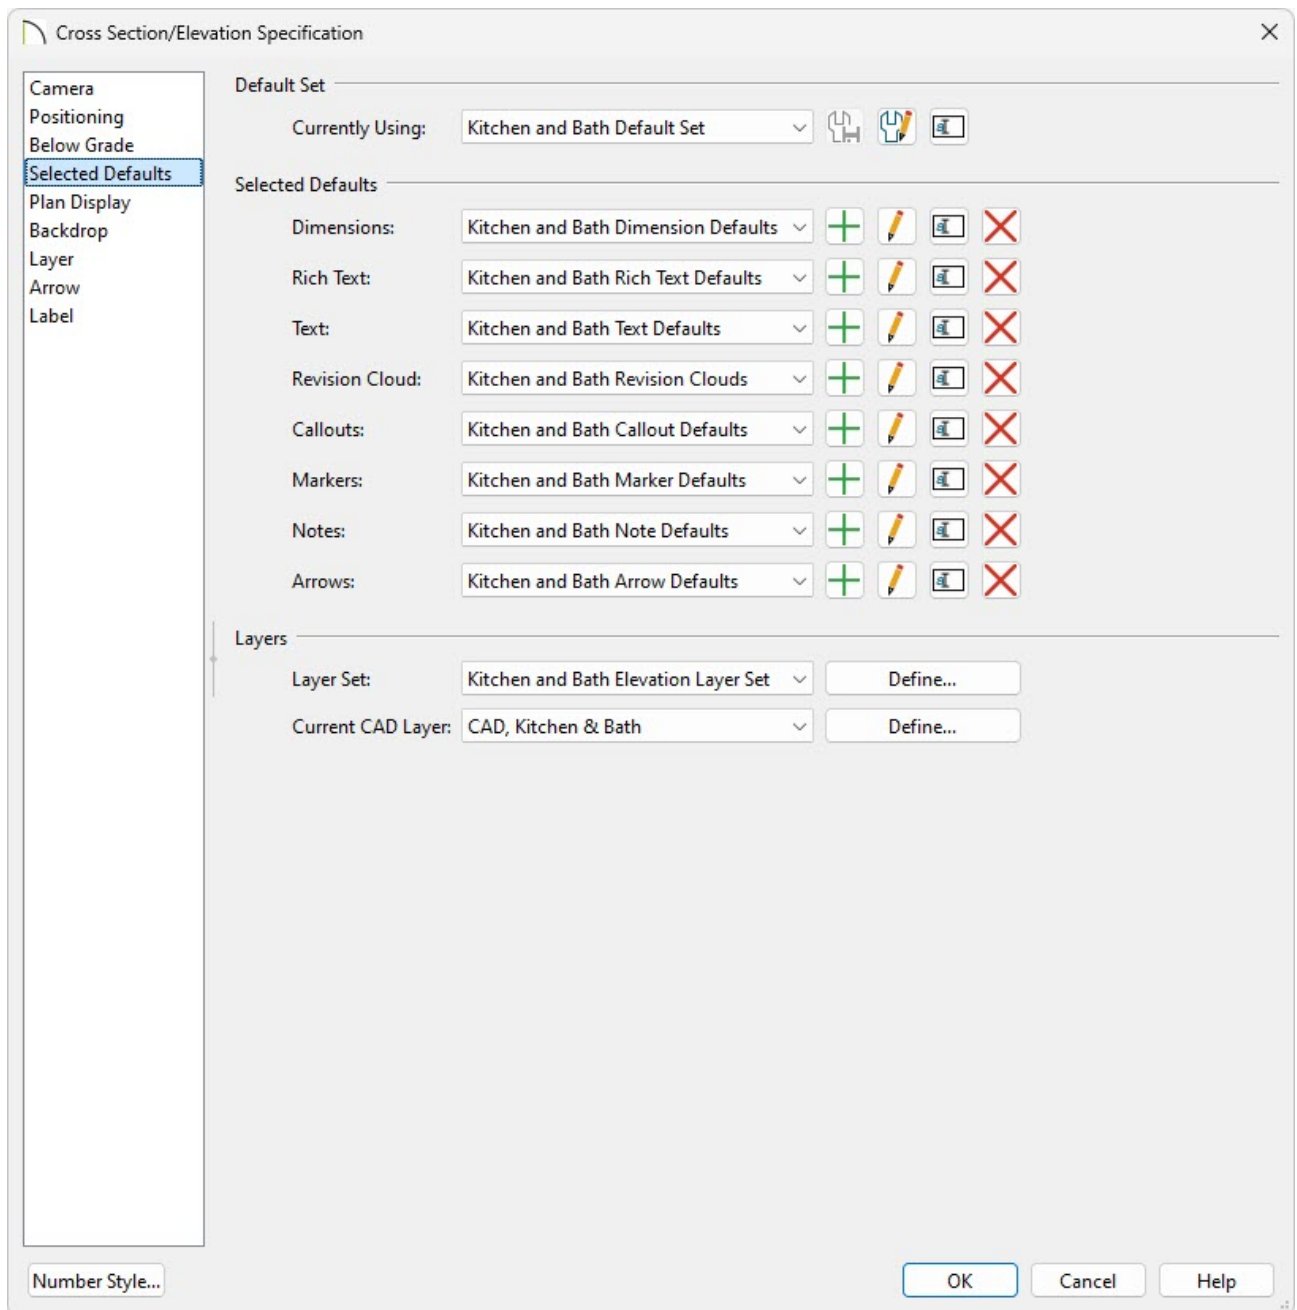 Cross Section/Elevation Specification
Camera
Positioning
Below Grade
Selected Defaults
Plan Display
Backdrop
Layer
Arrow
Label
Default Set
Currently Using: Kitchen and Bath Default Set
Selected Defaults
Dimensions: Kitchen and Bath Dimension Defaults
Rich Text: Kitchen and Bath Rich Text Defaults
Text: Kitchen and Bath Text Defaults
Revision Cloud: Kitchen and Bath Revision Clouds
Callouts: Kitchen and Bath Callout Defaults
Markers: Kitchen and Bath Marker Defaults
Notes: Kitchen and Bath Note Defaults
Arrows: Kitchen and Bath Arrow Defaults
Layers
Layer Set: Kitchen and Bath Elevation Layer Set Define...
Current CAD Layer: CAD, Kitchen & Bath Define...
Number Style... OK Cancel Help